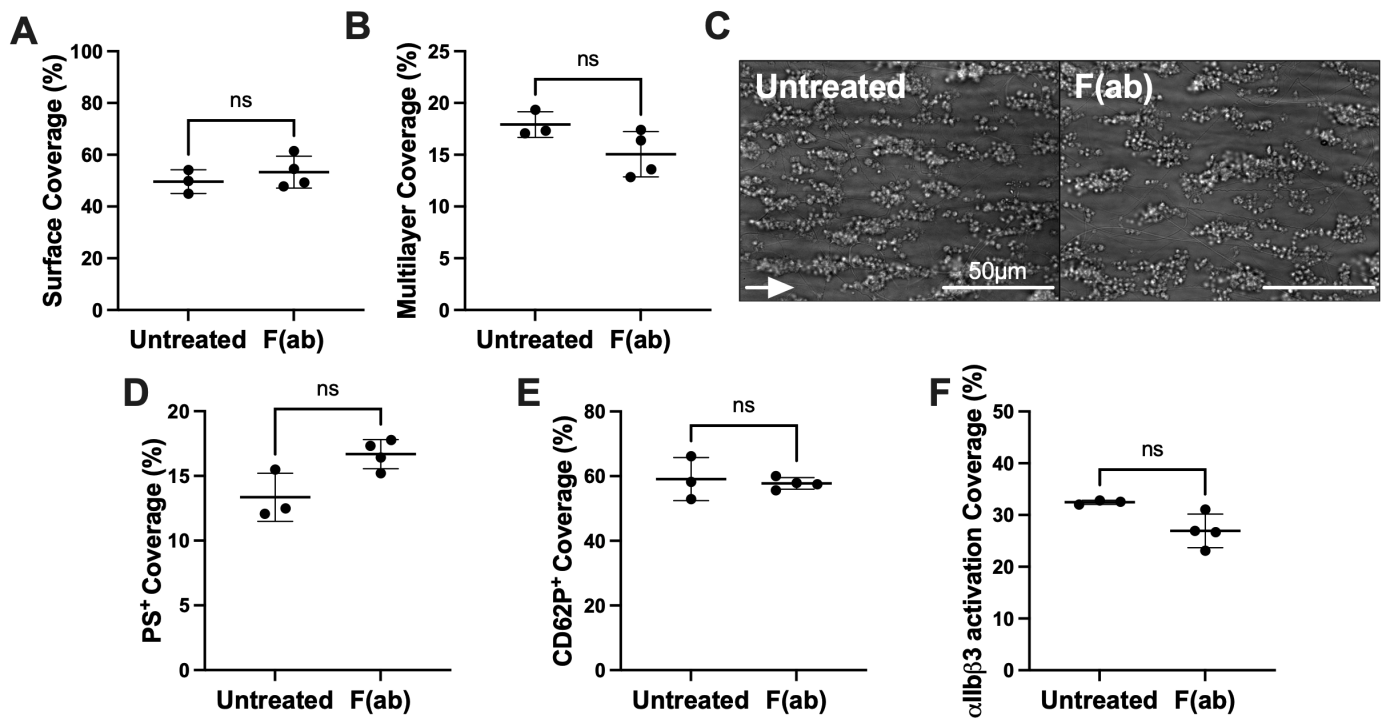 A
Surface Coverage (%)
100
80
60
40
20
0
ns
Untreated F(ab)
B
Multilayer Coverage (%)
25
20
15
10
5
0
ns
Untreated F(ab)
C
Untreated
F(ab)
50µm
D
PS⁺ Coverage (%)
20
15
10
5
0
ns
Untreated F(ab)
E
CD62P⁺ Coverage (%)
80
60
40
20
0
ns
Untreated F(ab)
F
αIIbβ3 activation Coverage (%)
50
40
30
20
10
0
ns
Untreated F(ab)